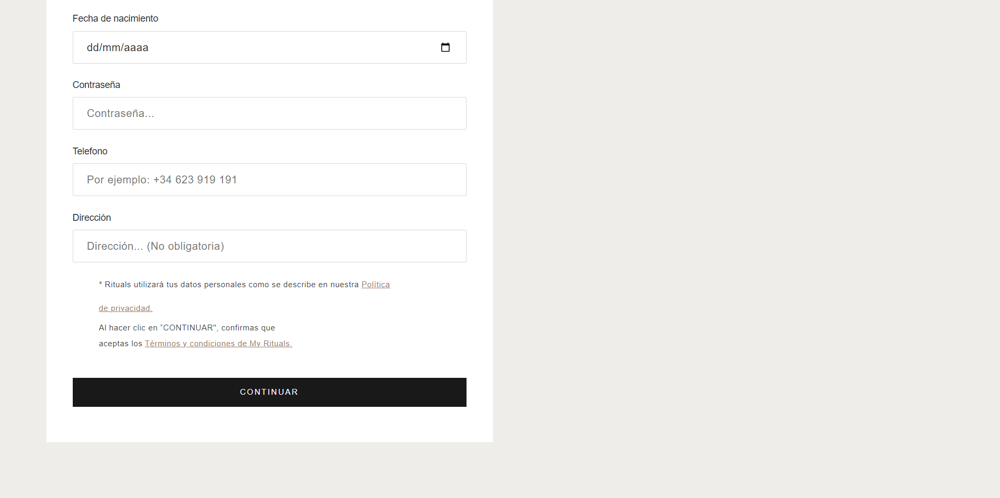 Fecha de nacimiento
dd/mm/aaaa
Contraseña
Contraseña...
Telefono
Por ejemplo: +34 623 919 191
Dirección
Dirección... (No obligatoria)
* Rituals utilizará tus datos personales como se describe en nuestra Política
de privacidad.
Al hacer clic en “CONTINUAR", confirmas que
aceptas los Términos y condiciones de My Rituals.
CONTINUAR